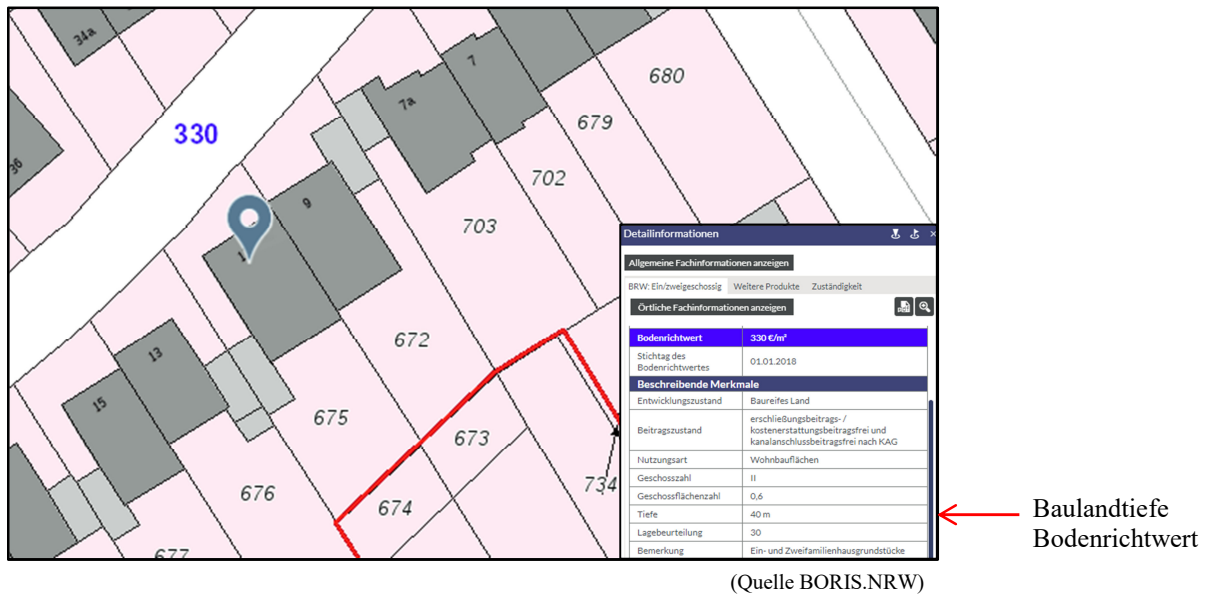 34a
36
330
7
7a
680
679
702
9
703
1
672
13
15
675
673
734
676
674
677
Detailinformationen
Allgemeine Fachinformationen anzeigen
BRW: Ein/zweigeschossig Weitere Produkte Zuständigkeit
Örtliche Fachinformationen anzeigen
Bodenrichtwert 330 €/m²
Stichtag des
Bodenrichtwertes 01.01.2018
Beschreibende Merkmale
Entwicklungszustand Baureifes Land
Beitragszustand erschließungsbeitrags- /
kostenerstattungsbeitragsfrei und
kanalanschlussbeitragsfrei nach KAG
Nutzungsart Wohnbauflächen
Geschosszahl II
Geschossflächenzahl 0,6
Tiefe 40 m
Lagebeurteilung 30
Bemerkung Ein- und Zweifamilienhausgrundstücke
Baulandtiefe
Bodenrichtwert
(Quelle BORIS.NRW)